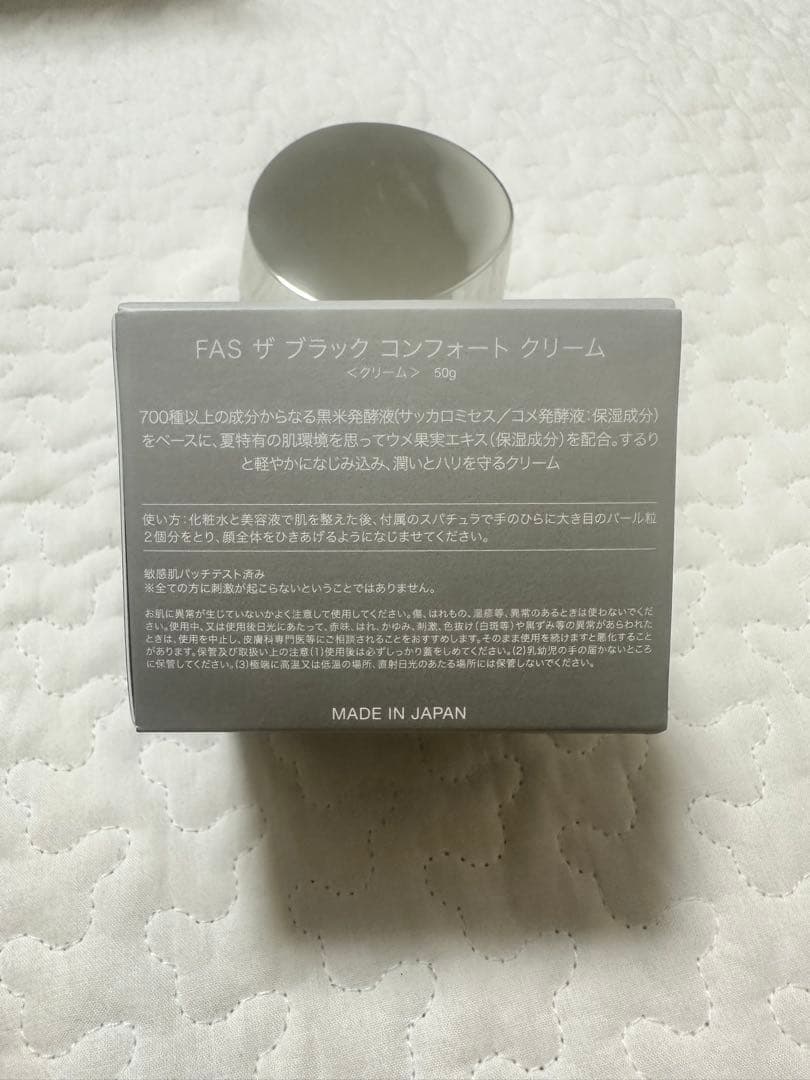 FAS ザ ブラック コンフォート クリーム
＜クリーム＞ 50g
700種以上の成分からなる黒米発酵液(サッカロミセス／コメ発酵液：保湿成分)
をベースに、夏特有の肌環境を思ってウメ果実エキス(保湿成分)を配合。するり
と軽やかになじみ込み、潤いとハリを守るクリーム
使い方：化粧水と美容液で肌を整えた後、付属のスパチュラで手のひらに大き目のパール粒
2個分をとり、顔全体をひきあげるようになじませてください。
敏感肌パッチテスト済み
※全ての方に刺激が起こらないということではありません。
お肌に異常が生じていないかよく注意して使用してください。傷、はれもの、湿疹等、異常のあるときは使わないでくだ
さい。使用中、又は使用後日光にあたって、赤味、はれ、かゆみ、刺激、色抜け(白斑等)や黒ずみ等の異常があらわれた
ときは、使用を中止し、皮膚科専門医等にご相談されることをおすすめします。そのまま使用を続けますと悪化すること
があります。保管及び取扱い上の注意(1)使用後は必ずしっかり蓋をしめてください。(2)乳幼児の手の届かないところ
に保管してください。(3)極端に高温又は低温の場所、直射日光のあたる場所には保管しないでください。
MADE IN JAPAN